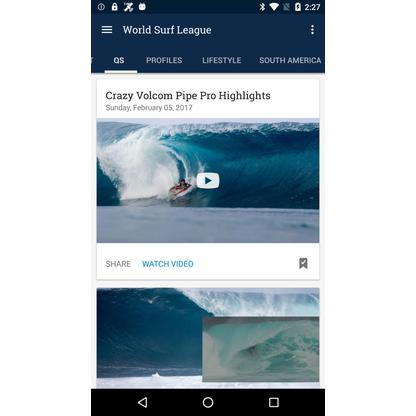 2:27
World Surf League
T QS PROFILES LIFESTYLE SOUTH AMERICA
Crazy Volcom Pipe Pro Highlights
Sunday, February 05, 2017
SHARE WATCH VIDEO